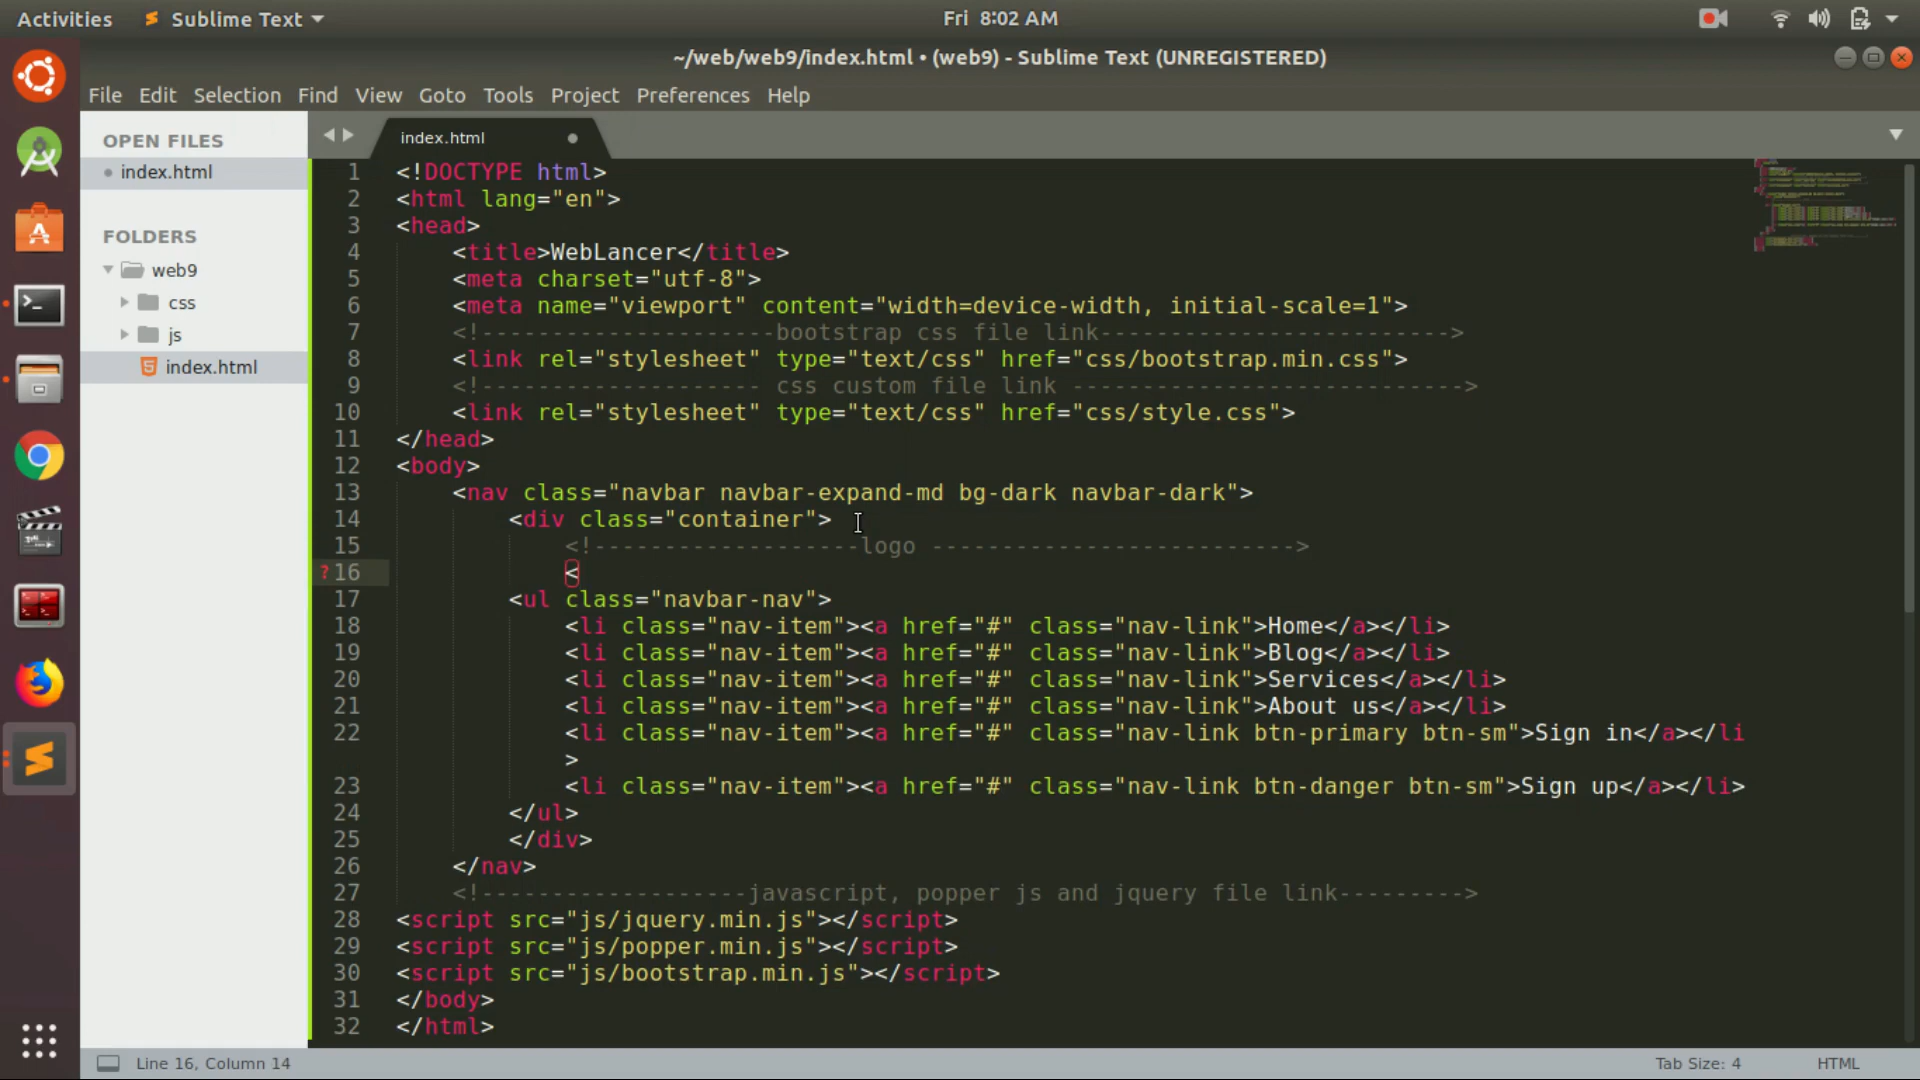 Activities Sublime Text Fri 8:02 AM
~/web/web9/index.html • (web9) - Sublime Text (UNREGISTERED)
File Edit Selection Find View Goto Tools Project Preferences Help
OPEN FILES
index.html
FOLDERS
web9
css
js
index.html
index.html
1 <!DOCTYPE html>
2 <html lang="en">
3 <head>
4 <title>WebLancer</title>
5 <meta charset="utf-8">
6 <meta name="viewport" content="width=device-width, initial-scale=1">
7 <!---------------------bootstrap css file link------------------------->
8 <link rel="stylesheet" type="text/css" href="css/bootstrap.min.css">
9 <!-------------------- css custom file link ---------------------------->
10 <link rel="stylesheet" type="text/css" href="css/style.css">
11 </head>
12 <body>
13 <nav class="navbar navbar-expand-md bg-dark navbar-dark">
14 <div class="container">
15 <!-------------------logo -------------------------->
?16 <
17 <ul class="navbar-nav">
18 <li class="nav-item"><a href="#" class="nav-link">Home</a></li>
19 <li class="nav-item"><a href="#" class="nav-link">Blog</a></li>
20 <li class="nav-item"><a href="#" class="nav-link">Services</a></li>
21 <li class="nav-item"><a href="#" class="nav-link">About us</a></li>
22 <li class="nav-item"><a href="#" class="nav-link btn-primary btn-sm">Sign in</a></li
>
23 <li class="nav-item"><a href="#" class="nav-link btn-danger btn-sm">Sign up</a></li>
24 </ul>
25 </div>
26 </nav>
27 <!-------------------javascript, popper js and jquery file link--------->
28 <script src="js/jquery.min.js"></script>
29 <script src="js/popper.min.js"></script>
30 <script src="js/bootstrap.min.js"></script>
31 </body>
32 </html>
Line 16, Column 14 Tab Size: 4 HTML